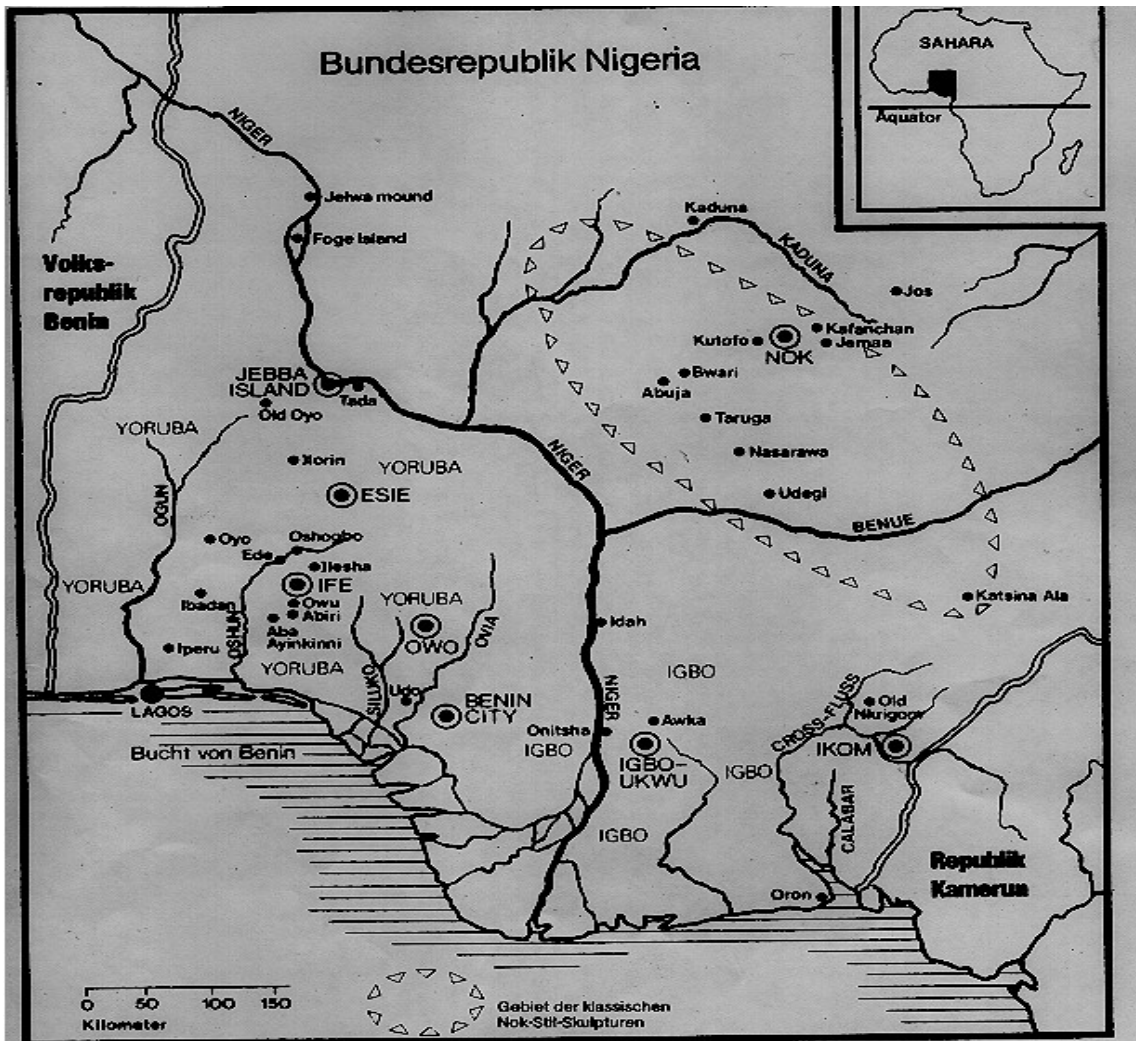 Bundesrepublik Nigeria
SAHARA
Äquator
NIGER
Jelwa mound
Foge Island
Volks-
republik
Benin
Kaduna
KADUNA
Jos
Kafanchan
Jemaa
Kutofo
NOK
Bwari
Abuja
Taruga
Nasarawa
Udegi
JEBBA
ISLAND
Tada
Old Oyo
YORUBA
Ilorin
YORUBA
NIGER
ESIE
OGUN
BENUE
Oyo
Oshogbo
Ede
Ilesha
IFE
YORUBA
Ibadan
Owu
Abiri
Aba
Ayinkinni
OSHUN
YORUBA
OWO
OVIA
Katsina Ala
Idah
Iperu
YORUBA
SILUKO
Udo
BENIN
CITY
NIGER
IGBO
LAGOS
Bucht von Benin
Onitsha
IGBO
Awka
IGBO-
UKWU
IGBO
CROSS-FLUSS
Old
IKOM
CALABAR
IGBO
Oron
Republik
Kamerun
0 50 100 150
Kilometer
Gebiet der klassischen
Nok-Stil-Skulpturen